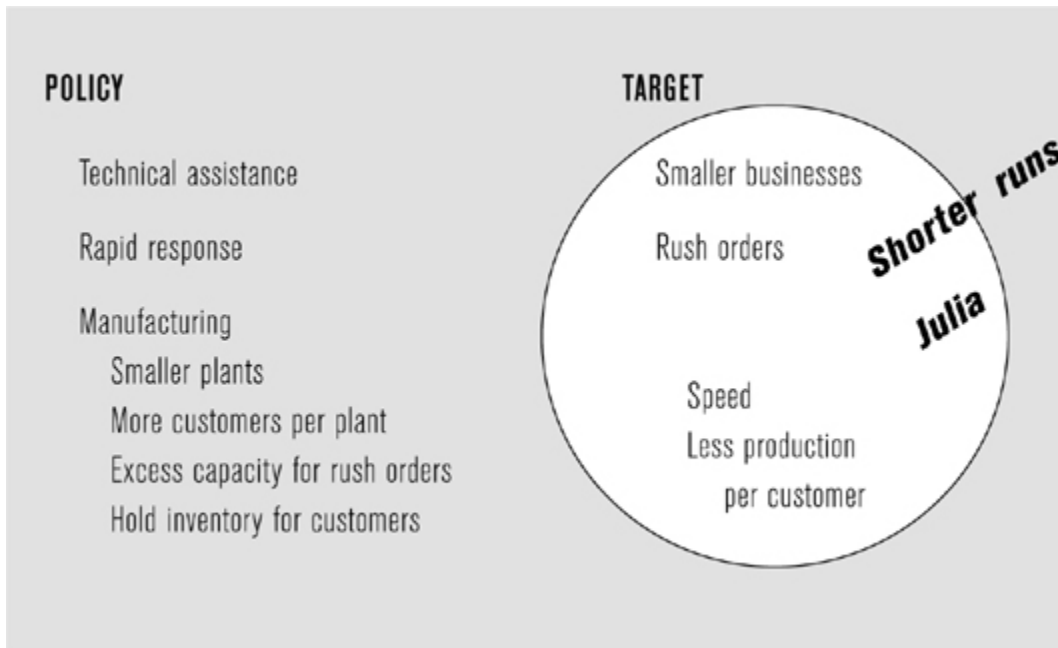 POLICY
Technical assistance
Rapid response
Manufacturing
Smaller plants
More customers per plant
Excess capacity for rush orders
Hold inventory for customers
TARGET
Smaller businesses
Rush orders
Speed
Less production
per customer
Shorter runs
Julia